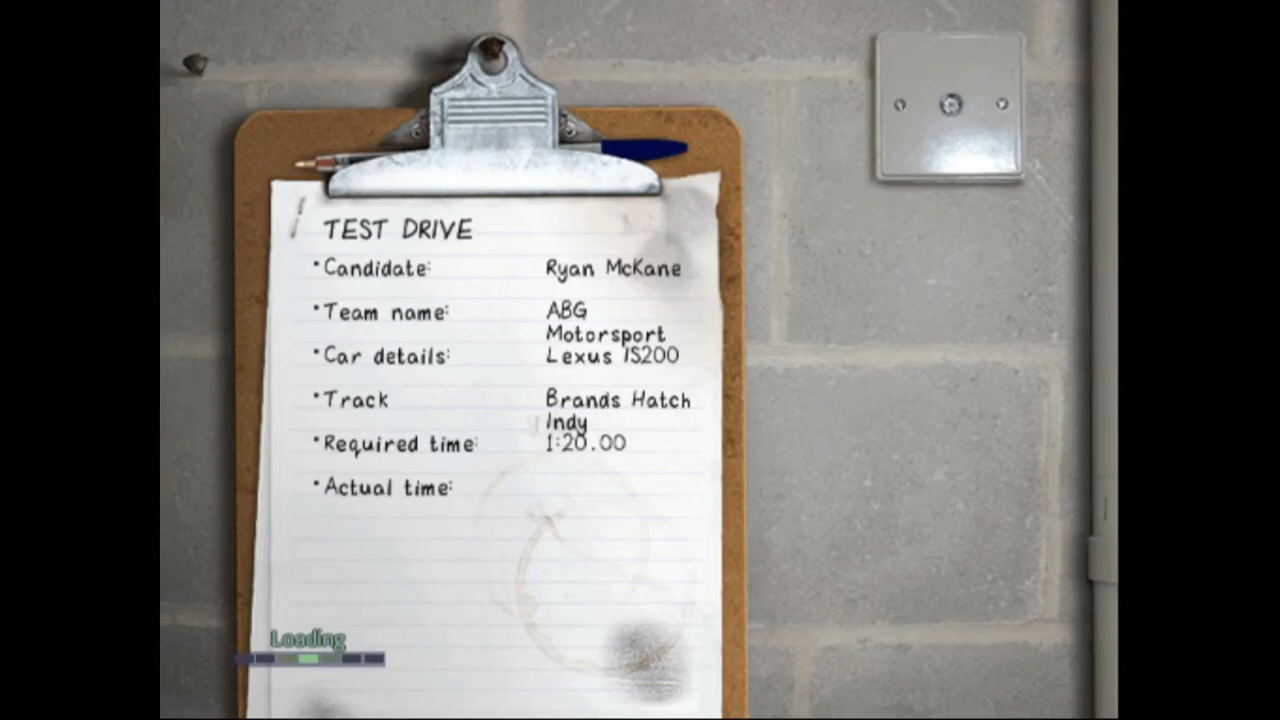 TEST DRIVE
•Candidate: Ryan McKane
•Team name: ABG
Motorsport
•Car details: Lexus IS200
•Track Brands Hatch
Indy
•Required time: 1:20.00
•Actual time:
Loading